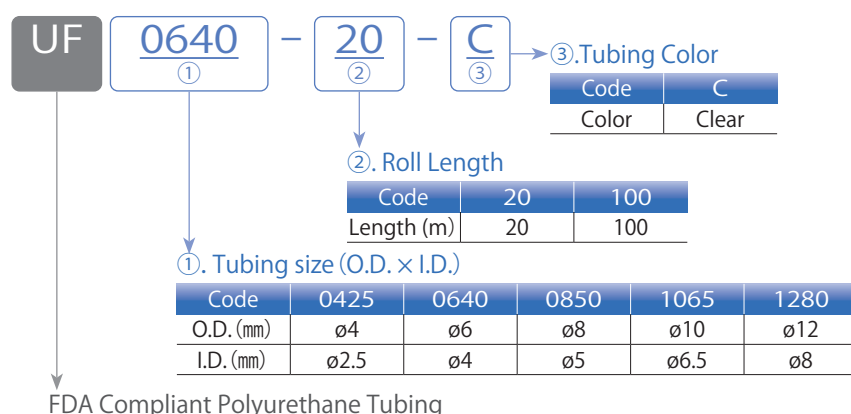 UF 0640 - 20 - C
① ② ③
③.Tubing Color
Code C
Color Clear
②. Roll Length
Code 20 100
Length (m) 20 100
①. Tubing size (O.D. × I.D.)
Code 0425 0640 0850 1065 1280
O.D. (㎜) ø4 ø6 ø8 ø10 ø12
I.D. (㎜) ø2.5 ø4 ø5 ø6.5 ø8
FDA Compliant Polyurethane Tubing